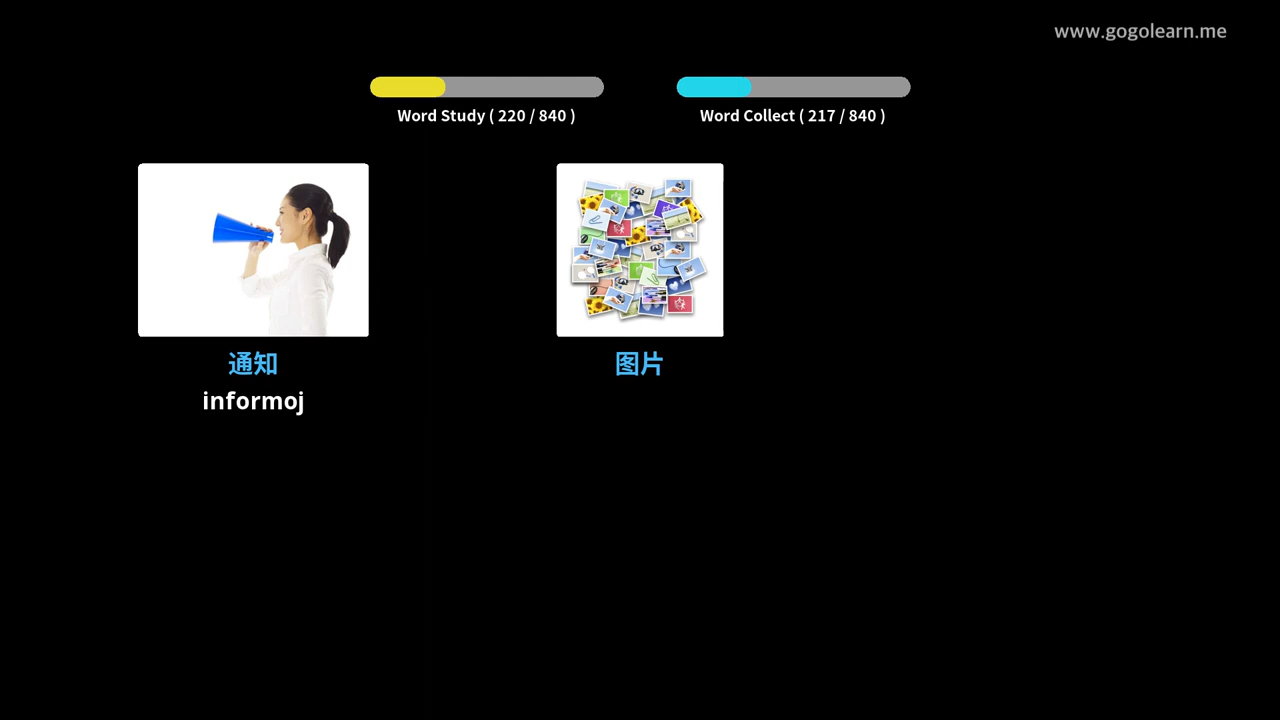 www.gogolearn.me
Word Study ( 220 / 840 )
Word Collect ( 217 / 840 )
通知
informoj
图片